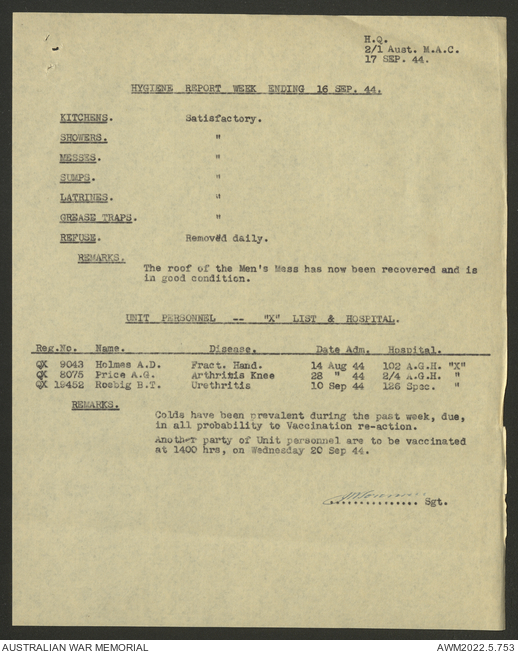 H.Q.
2/1 Aust. M.A.C.
17 SEP. 44.
HYGIENE REPORT WEEK ENDING 16 SEP. 44.
KITCHENS. Satisfactory.
SHOWERS. "
MESSES. "
SUMPS. "
LATRINES. "
GREASE TRAPS. "
REFUSE. Removed daily.
REMARKS.
The roof of the Men's Mess has now been recovered and is
in good condition.
UNIT PERSONNEL -- "X" LIST & HOSPITAL.
Reg.No. Name. Disease. Date Adm. Hospital.
QX 9043 Holmes A.D. Fract. Hand. 14 Aug 44 102 A.G.H. "X"
QX 8075 Price A.G. Arthritis Knee 28 " 44 2/4 A.G.H. "
QX 19452 Roebig B.T. Urethritis 10 Sep 44 126 Spec. "
REMARKS.
Colds have been prevalent during the past week, due,
in all probability to Vaccination re-action.
Another party of Unit personnel are to be vaccinated
at 1400 hrs, on Wednesday 20 Sep 44.
............... Sgt.
AUSTRALIAN WAR MEMORIAL
AWM2022.5.753